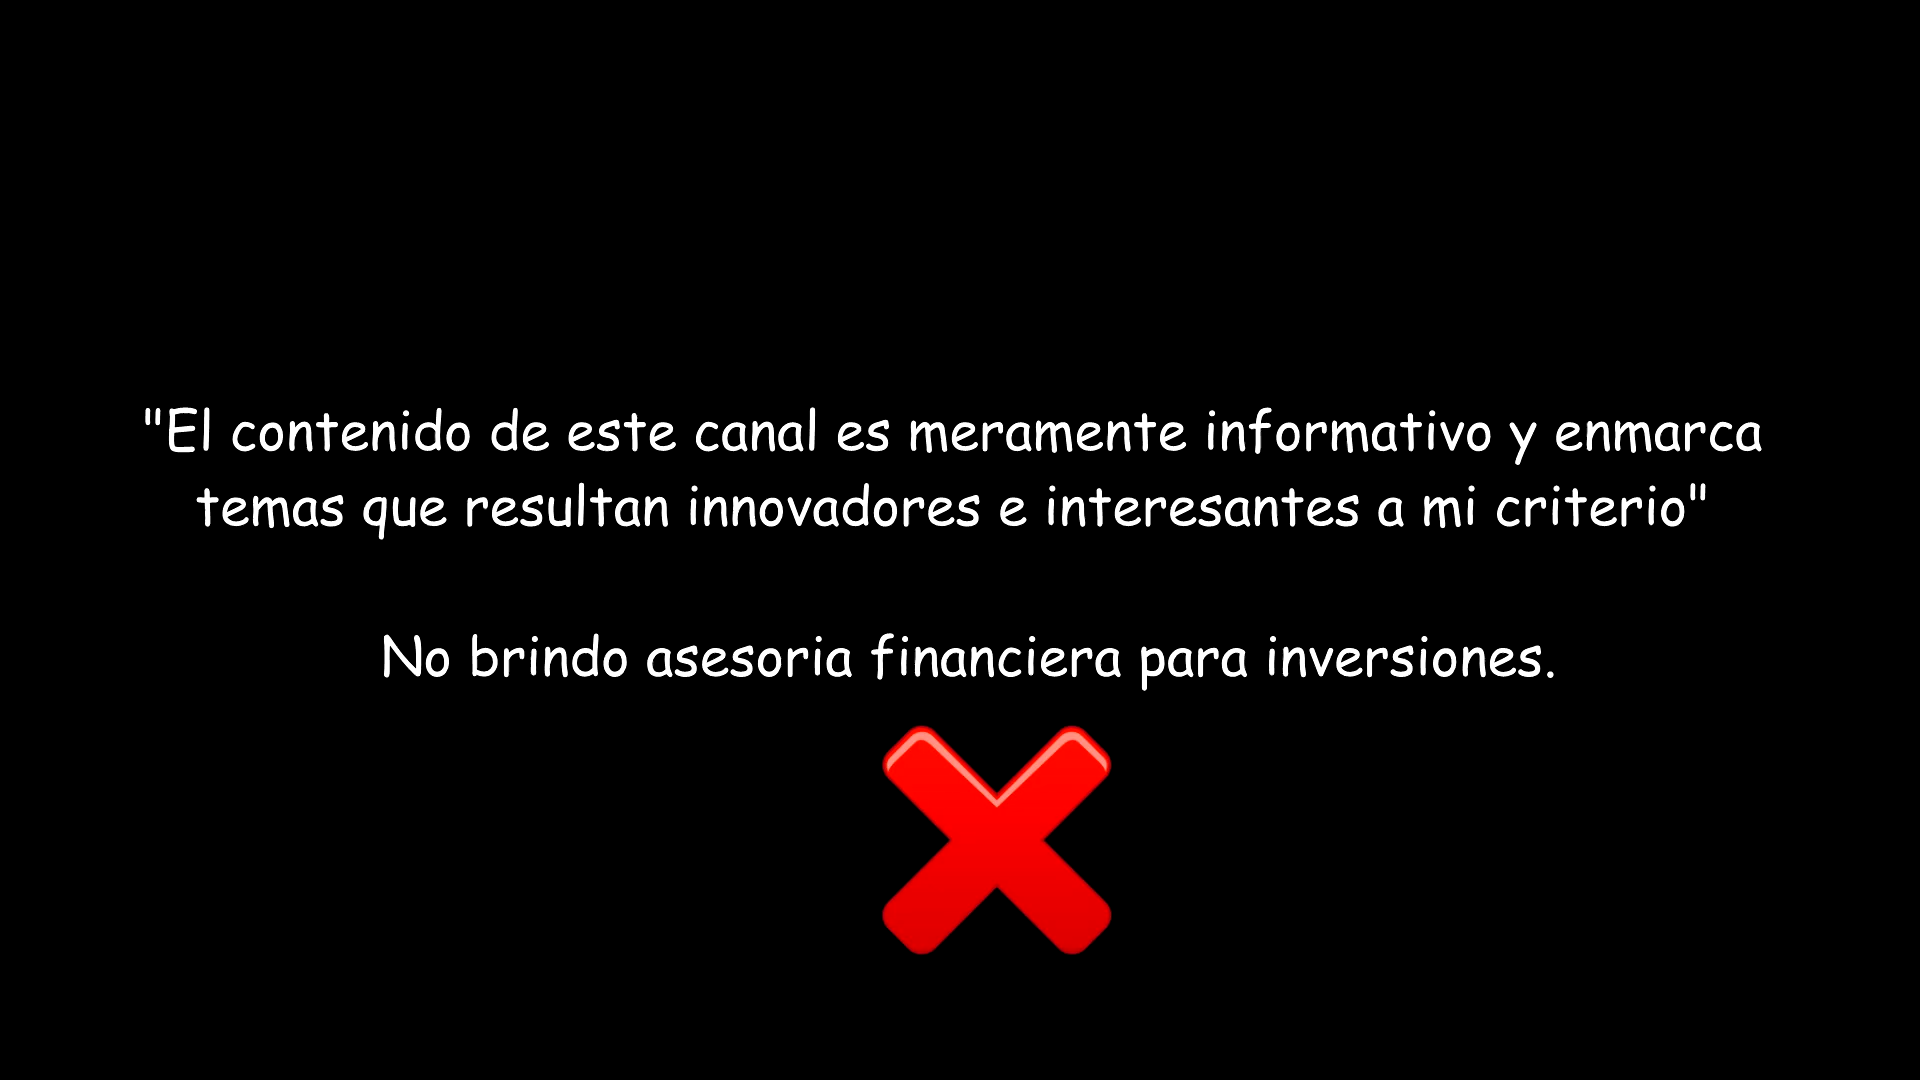 "El contenido de este canal es meramente informativo y enmarca
temas que resultan innovadores e interesantes a mi criterio"
No brindo asesoria financiera para inversiones.